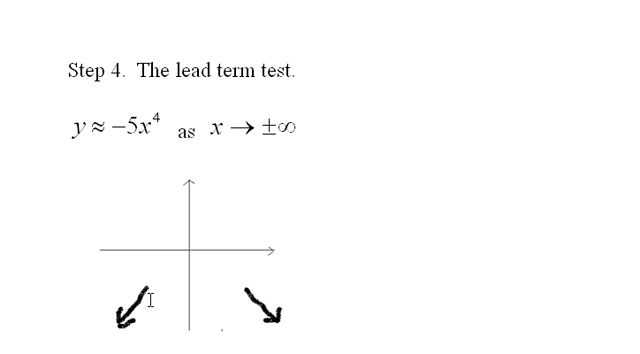 Step 4. The lead term test.
y ≈ −5x⁴ as x → ±∞